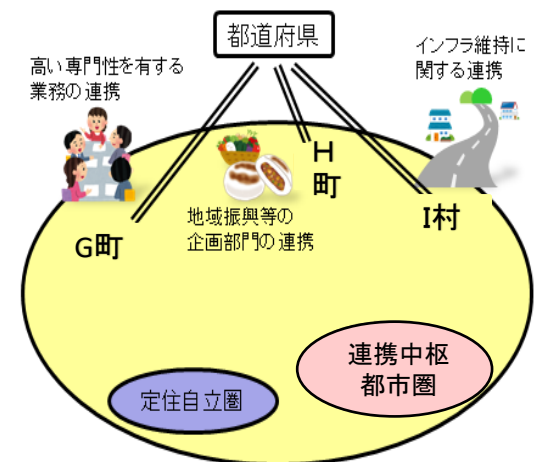 都道府県
高い専門性を有する
業務の連携
インフラ維持に
関する連携
H
町
地域振興等の
企画部門の連携
G町
I村
連携中枢
都市圏
定住自立圏